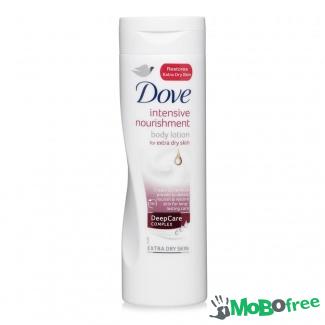 Restores
Extra Dry Skin
Dove
intensive
nourishment
body lotion
for extra dry skin
DeepCare
COMPLEX
EXTRA DRY SKIN
MoBofree
.com